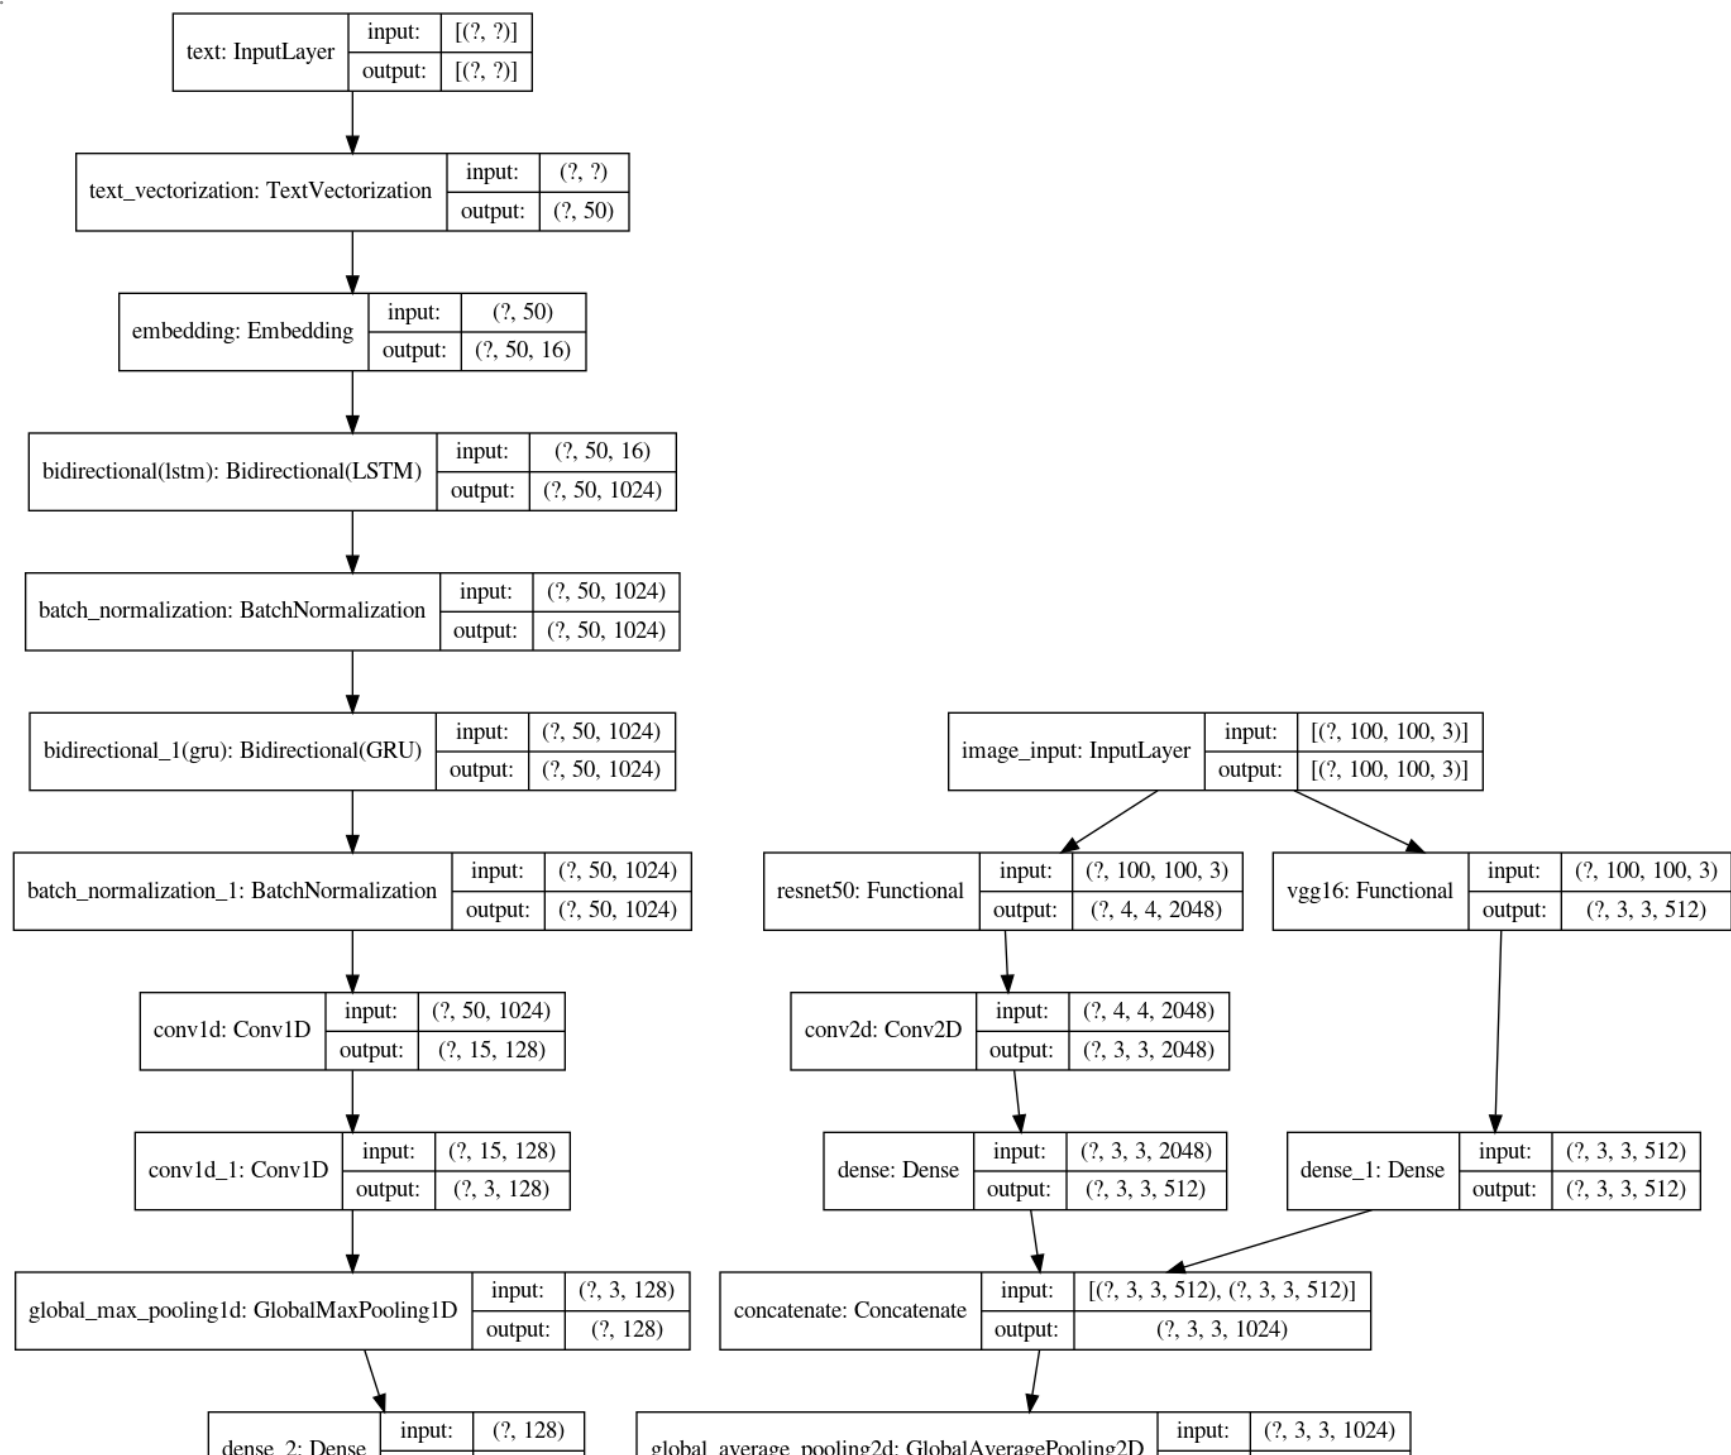 text: InputLayer
input: [(?, ?)]
output: [(?, ?)]
text_vectorization: TextVectorization
input: (?, ?)
output: (?, 50)
embedding: Embedding
input: (?, 50)
output: (?, 50, 16)
bidirectional(lstm): Bidirectional(LSTM)
input: (?, 50, 16)
output: (?, 50, 1024)
batch_normalization: BatchNormalization
input: (?, 50, 1024)
output: (?, 50, 1024)
bidirectional_1(gru): Bidirectional(GRU)
input: (?, 50, 1024)
output: (?, 50, 1024)
image_input: InputLayer
input: [(?, 100, 100, 3)]
output: [(?, 100, 100, 3)]
batch_normalization_1: BatchNormalization
input: (?, 50, 1024)
output: (?, 50, 1024)
resnet50: Functional
input: (?, 100, 100, 3)
output: (?, 4, 4, 2048)
vgg16: Functional
input: (?, 100, 100, 3)
output: (?, 3, 3, 512)
conv1d: Conv1D
input: (?, 50, 1024)
output: (?, 15, 128)
conv2d: Conv2D
input: (?, 4, 4, 2048)
output: (?, 3, 3, 2048)
conv1d_1: Conv1D
input: (?, 15, 128)
output: (?, 3, 128)
dense: Dense
input: (?, 3, 3, 2048)
output: (?, 3, 3, 512)
dense_1: Dense
input: (?, 3, 3, 512)
output: (?, 3, 3, 512)
global_max_pooling1d: GlobalMaxPooling1D
input: (?, 3, 128)
output: (?, 128)
concatenate: Concatenate
input: [(?, 3, 3, 512), (?, 3, 3, 512)]
output: (?, 3, 3, 1024)
dense_2: Dense
input: (?, 128)
global_average_pooling2d: GlobalAveragePooling2D
input: (?, 3, 3, 1024)